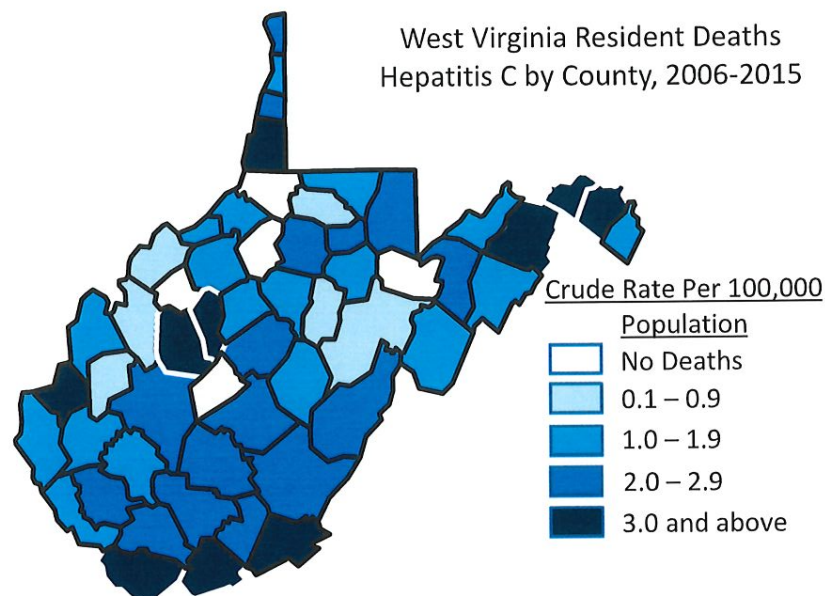 West Virginia Resident Deaths
Hepatitis C by County, 2006-2015
Crude Rate Per 100,000
Population
No Deaths
0.1 – 0.9
1.0 – 1.9
2.0 – 2.9
3.0 and above